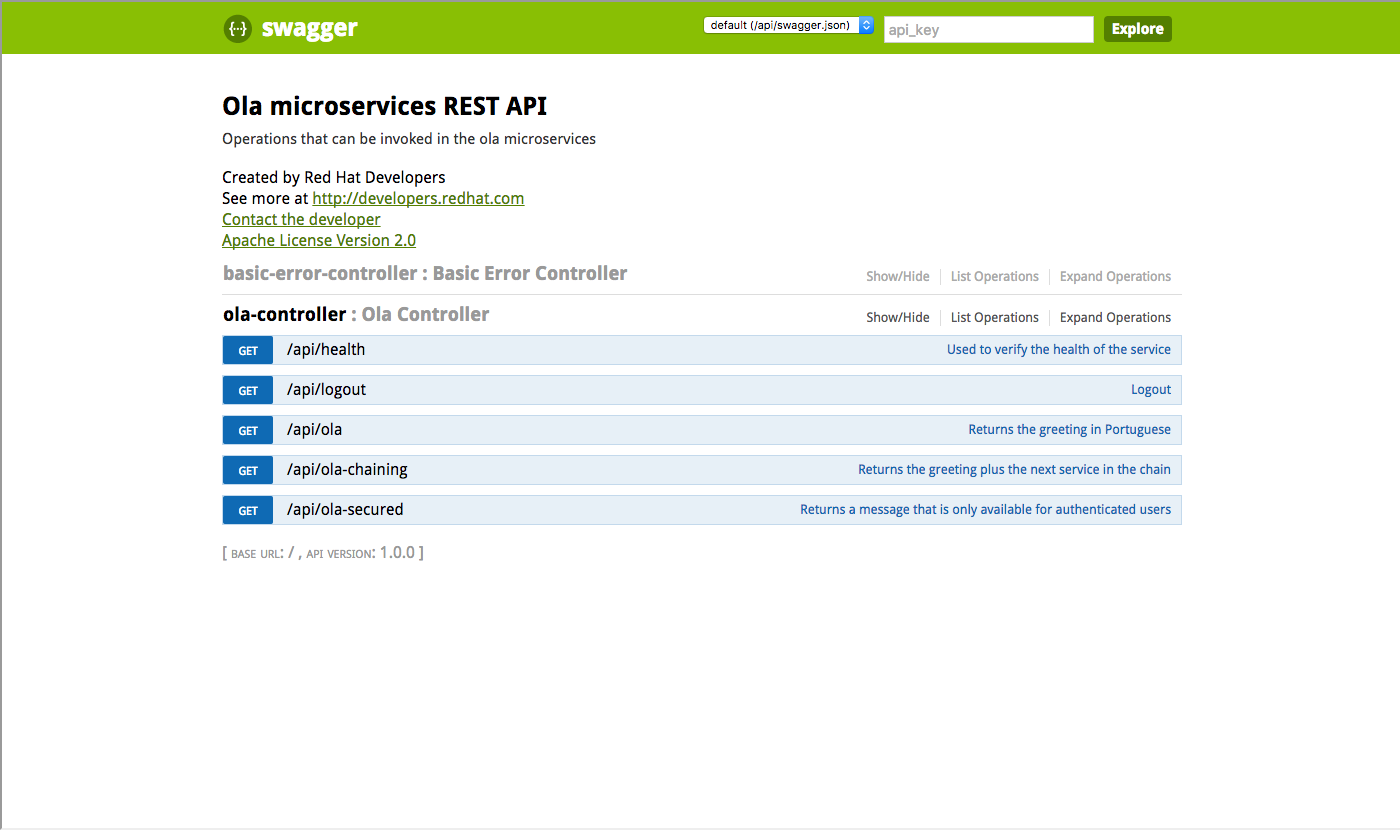 {···} swagger default (/api/swagger.json) api_key Explore
Ola microservices REST API
Operations that can be invoked in the ola microservices
Created by Red Hat Developers
See more at http://developers.redhat.com
Contact the developer
Apache License Version 2.0
basic-error-controller : Basic Error Controller Show/Hide List Operations Expand Operations
ola-controller : Ola Controller Show/Hide List Operations Expand Operations
GET /api/health Used to verify the health of the service
GET /api/logout Logout
GET /api/ola Returns the greeting in Portuguese
GET /api/ola-chaining Returns the greeting plus the next service in the chain
GET /api/ola-secured Returns a message that is only available for authenticated users
[ BASE URL: / , API VERSION: 1.0.0 ]